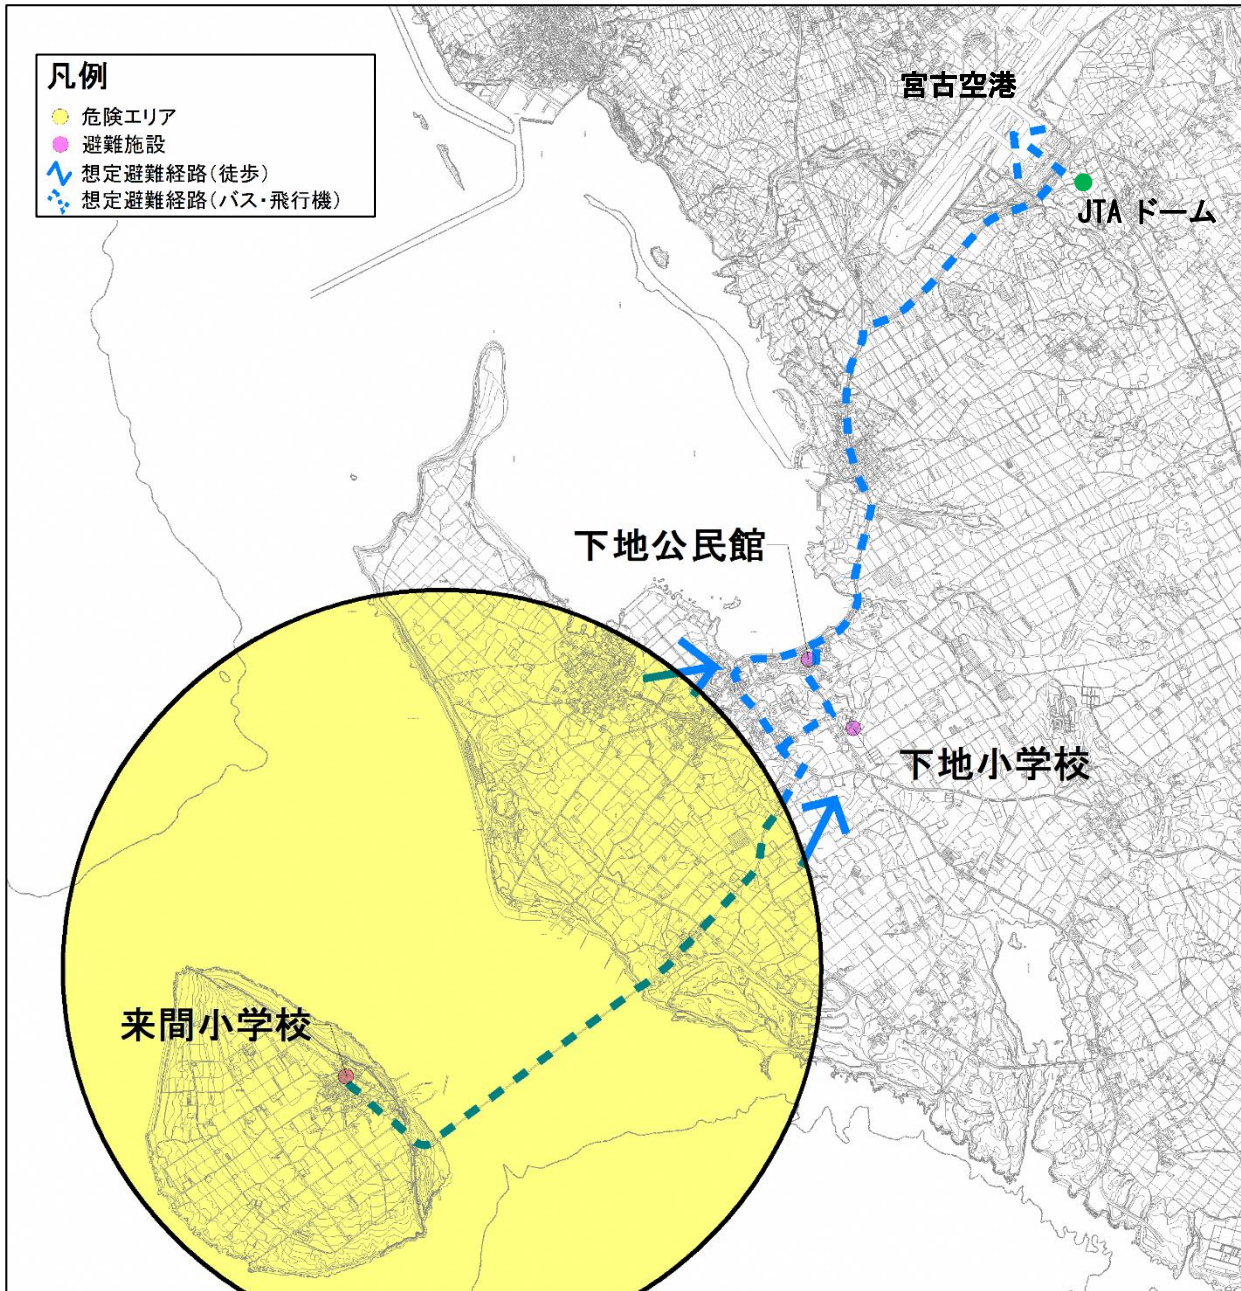 凡例
危険エリア
避難施設
想定避難経路(徒歩)
想定避難経路(バス・飛行機)
宮古空港
JTA ドーム
下地公民館
下地小学校
来間小学校